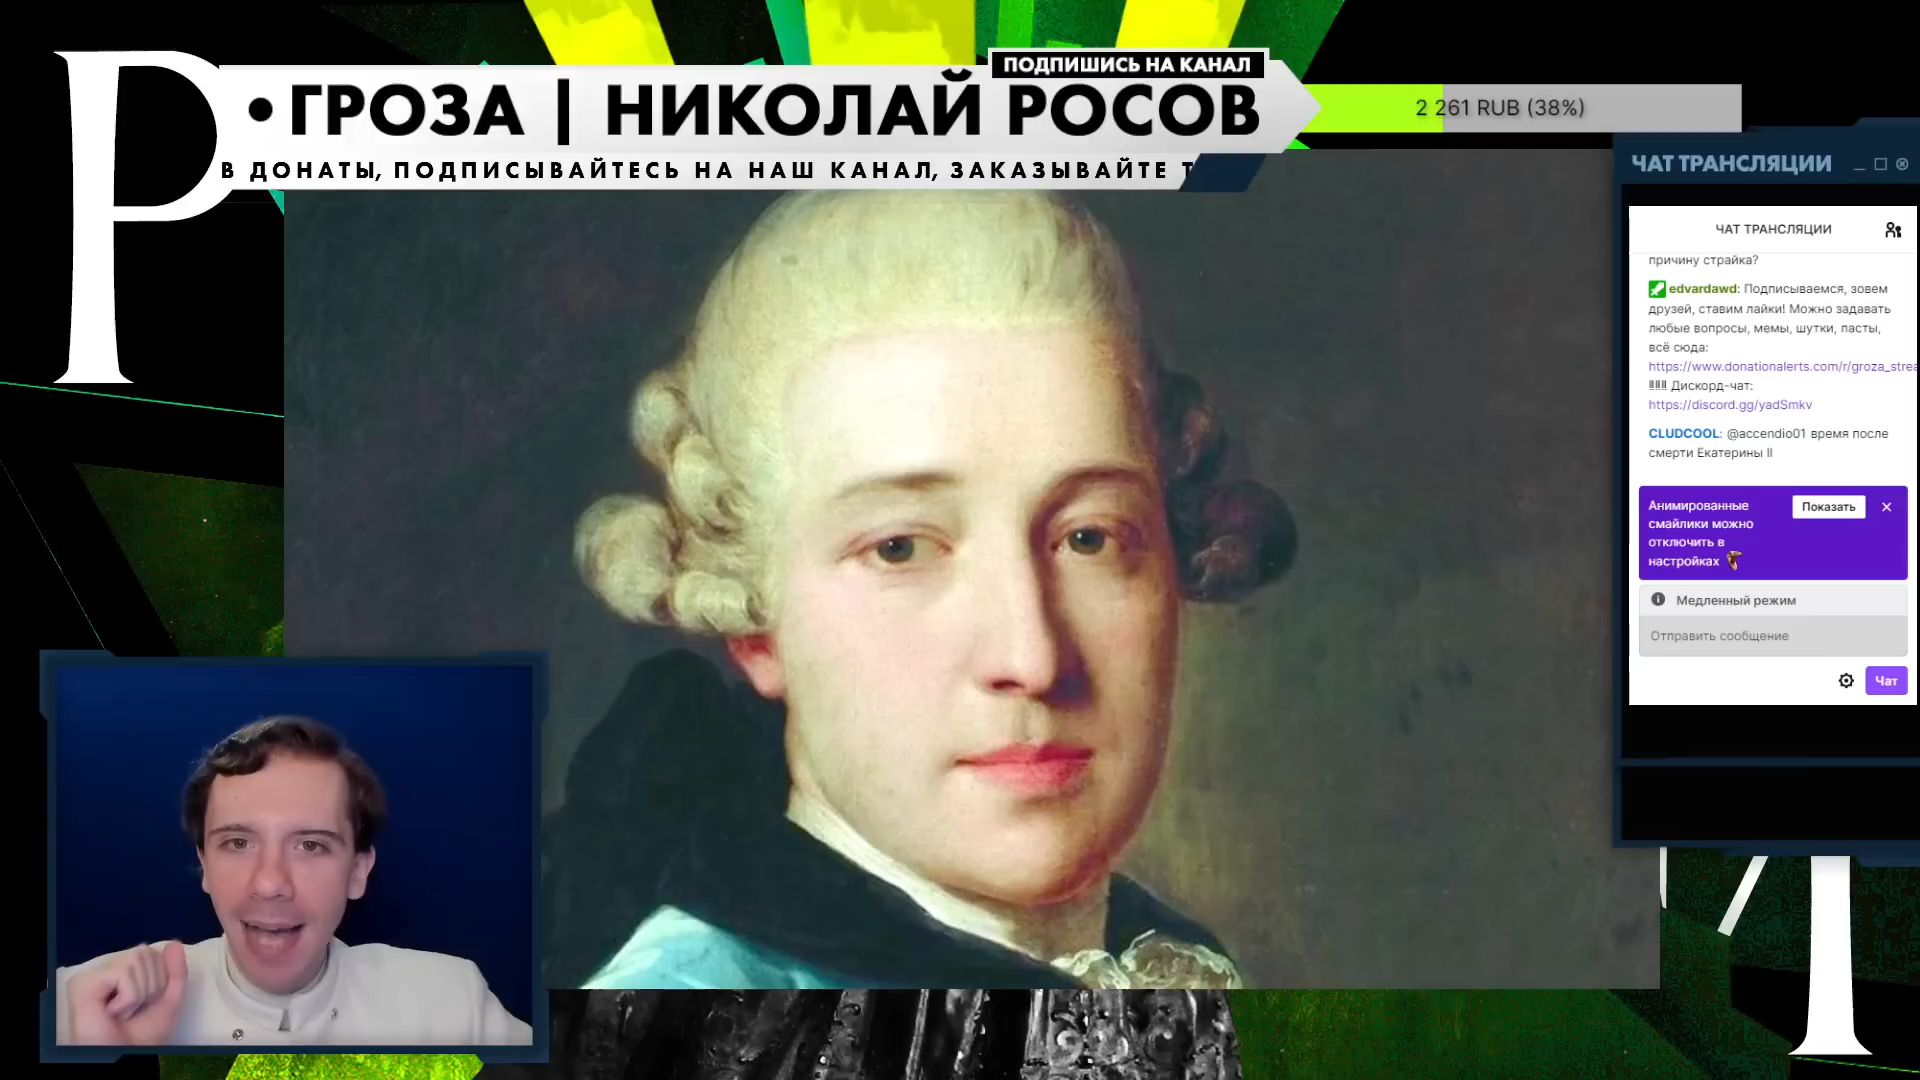 Р
ПОДПИШИСЬ НА КАНАЛ
• ГРОЗА | НИКОЛАЙ РОСОВ
В ДОНАТЫ, ПОДПИСЫВАЙТЕСЬ НА НАШ КАНАЛ, ЗАКАЗЫВАЙТЕ Т
2 261 RUB (38%)
ЧАТ ТРАНСЛЯЦИИ
ЧАТ ТРАНСЛЯЦИИ
причину страйка?
edvardawd: Подписываемся, зовем
друзей, ставим лайки! Можно задавать
любые вопросы, мемы, шутки, пасты,
всё сюда:
https://www.donationalerts.com/r/groza_strea
!!!!!! Дискорд-чат:
https://discord.gg/yadSmkv
CLUDCOOL: @accendio01 время после
смерти Екатерины II
Анимированные
смайлики можно
отключить в
настройках
Показать
Медленный режим
Отправить сообщение
Чат